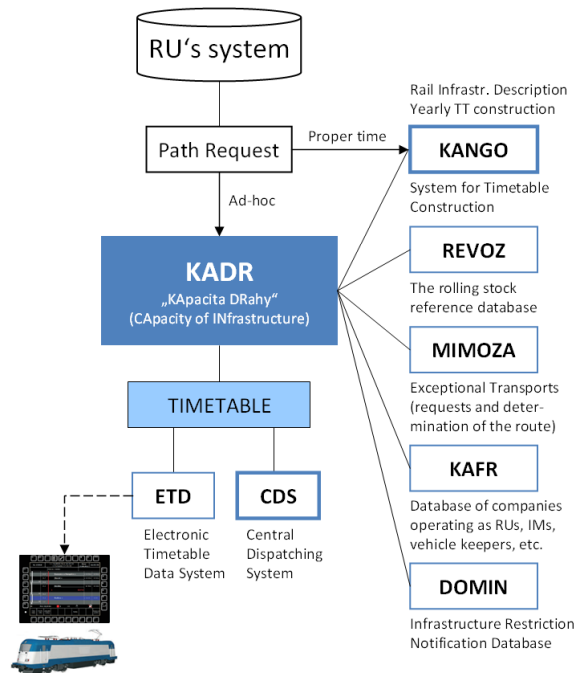 RU‘s system
Rail Infrastr. Description
Yearly TT construction
Path Request
Proper time
KANGO
System for Timetable
Construction
Ad-hoc
KADR
„KApacita DRahy“
(CApacity of INfrastructure)
REVOZ
The rolling stock
reference database
MIMOZA
Exceptional Transports
(requests and deter-
mination of the route)
TIMETABLE
KAFR
Database of companies
operating as RUs, IMs,
vehicle keepers, etc.
ETD
CDS
Electronic
Timetable
Data System
Central
Dispatching
System
DOMIN
Infrastructure Restriction
Notification Database